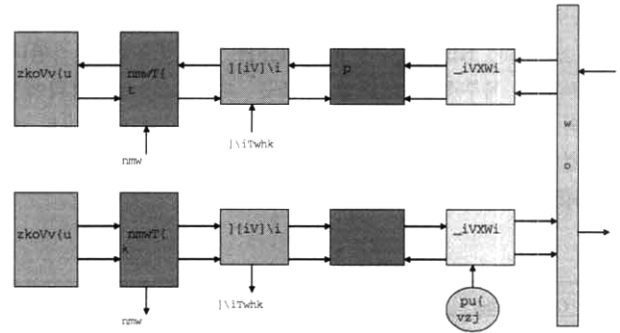 zkoVv{u
nmwT{
t
][iV]\i
p
_iVXWi
nmw
]\iTwhk
w
o
zkoVv{u
nmwT{
k
][iV]\i
_iVXWi
nmw
]\iTwhk
pu{
vzj